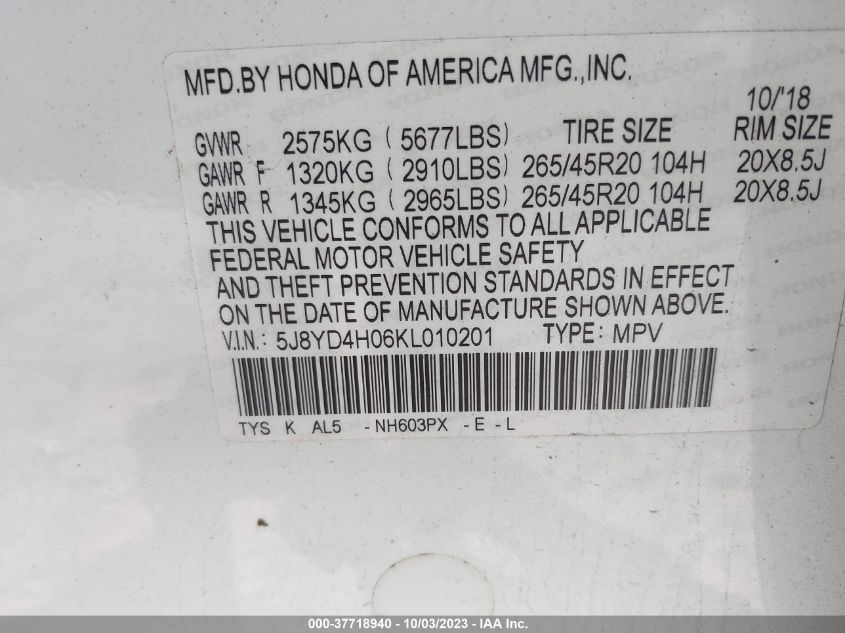 MFD.BY HONDA OF AMERICA MFG.,INC.
10/'18
GVWR 2575KG ( 5677LBS) TIRE SIZE RIM SIZE
GAWR F 1320KG ( 2910LBS) 265/45R20 104H 20X8.5J
GAWR R 1345KG ( 2965LBS) 265/45R20 104H 20X8.5J
THIS VEHICLE CONFORMS TO ALL APPLICABLE
FEDERAL MOTOR VEHICLE SAFETY
AND THEFT PREVENTION STANDARDS IN EFFECT
ON THE DATE OF MANUFACTURE SHOWN ABOVE.
V.I.N.: 5J8YD4H06KL010201 TYPE: MPV
TYS K AL5 -NH603PX -E -L
000-37718940 - 10/03/2023 - IAA Inc.